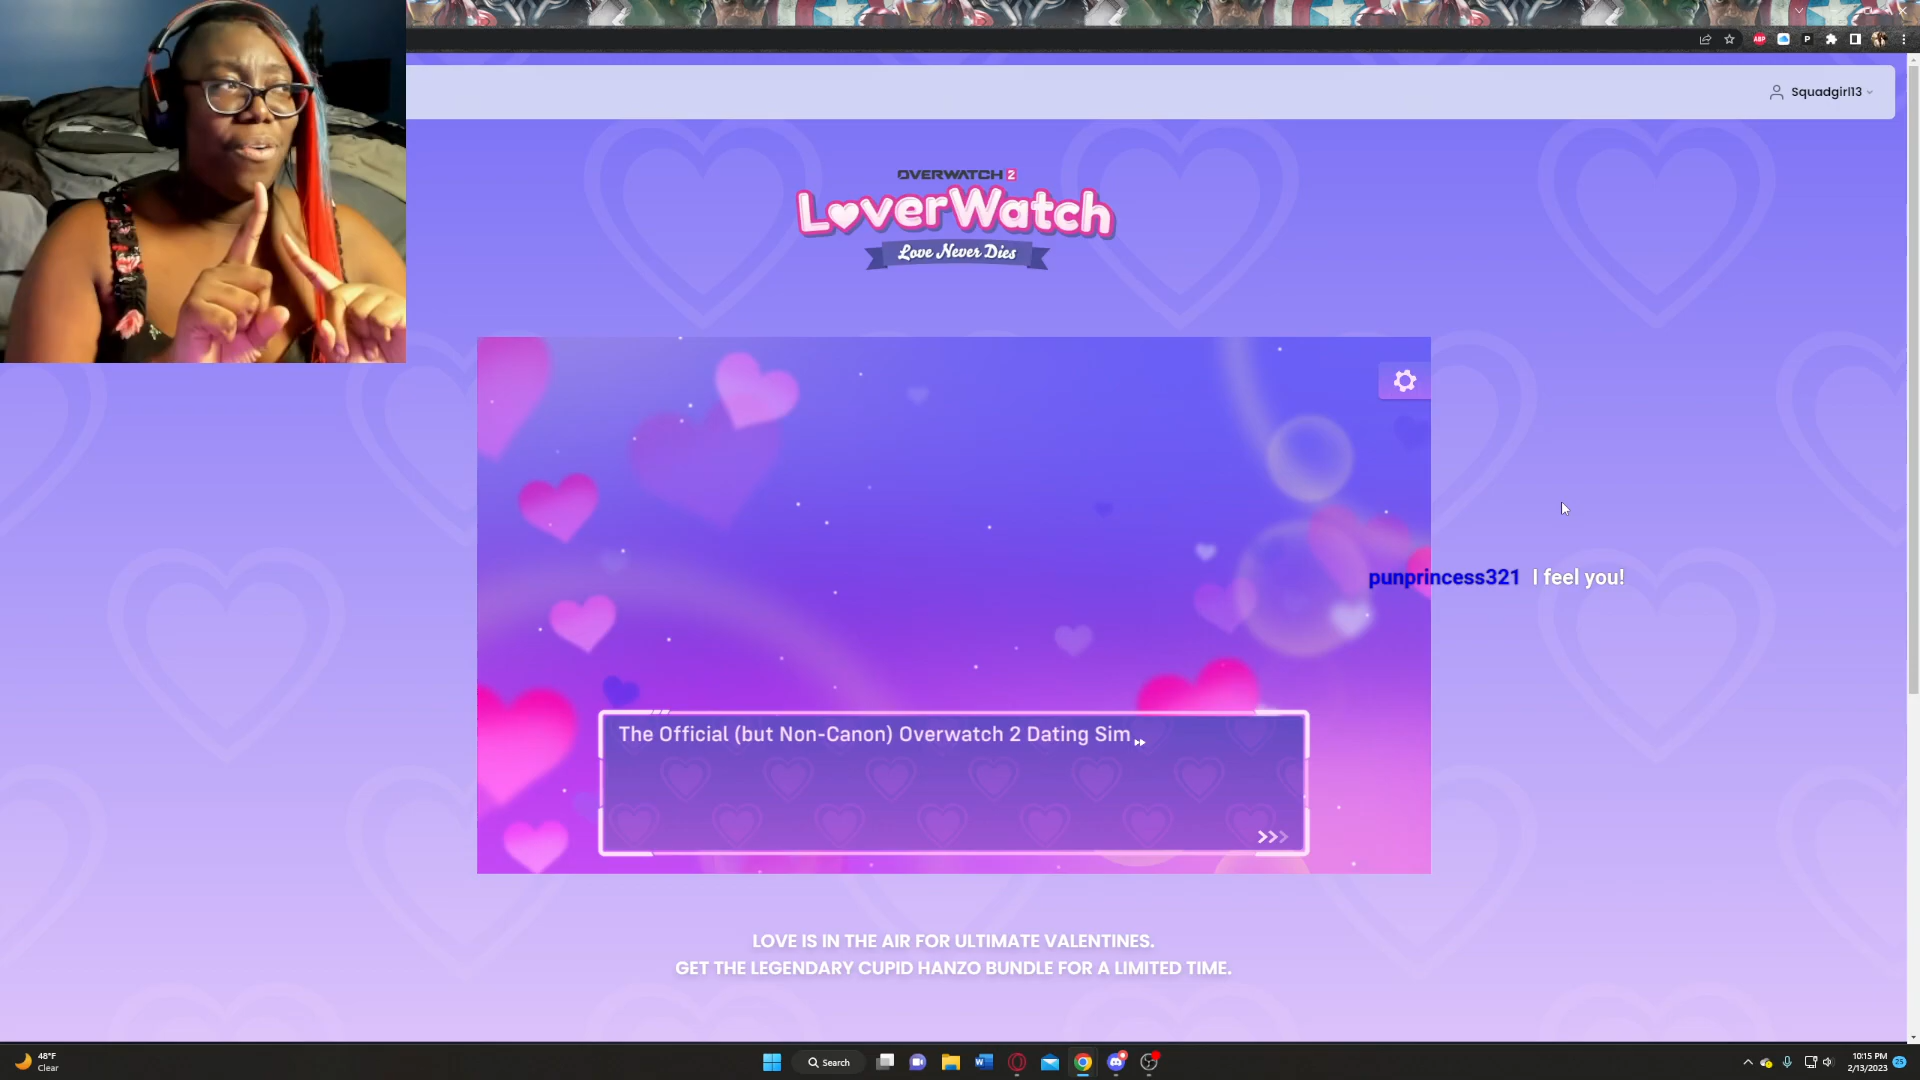 ABP
P
Squadgirl13
OVERWATCH 2
LoverWatch
Love Never Dies
punprincess321 I feel you!
The Official (but Non-Canon) Overwatch 2 Dating Sim
LOVE IS IN THE AIR FOR ULTIMATE VALENTINES.
GET THE LEGENDARY CUPID HANZO BUNDLE FOR A LIMITED TIME.
48°F
Clear
Search
W
10:15 PM
2/13/2023
25